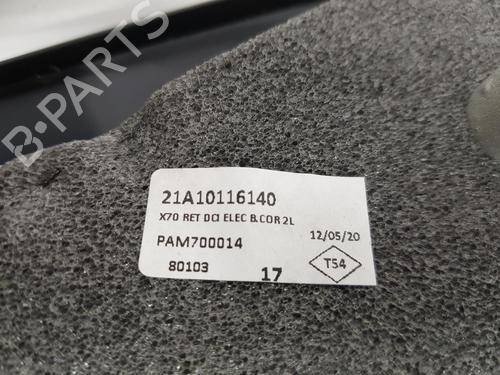 B-PARTS
21A10116140
X70 RET DCI ELEC B.COR 2L
PAM700014 12/05/20
80103 17 T54